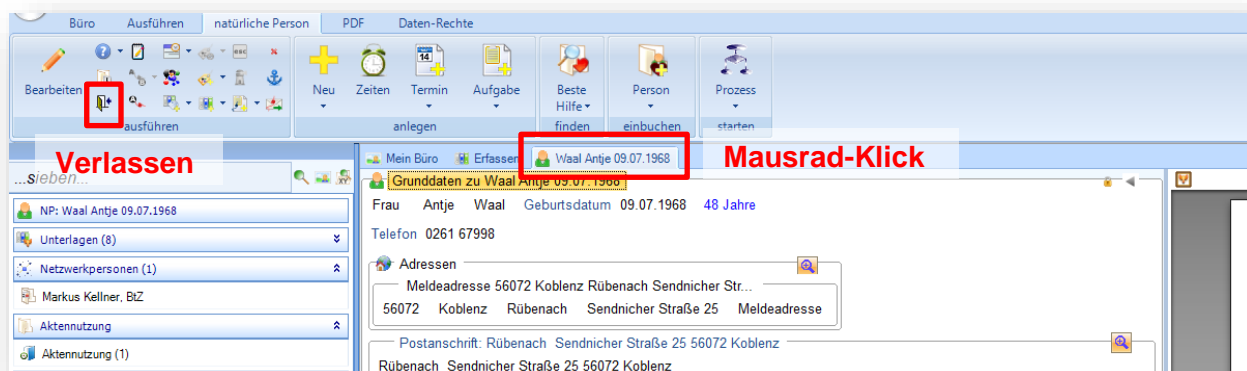 Büro Ausführen natürliche Person PDF Daten-Rechte
Bearbeiten Neu Zeiten Termin Aufgabe Beste Hilfe Person Prozess
ausführen anlegen finden einbuchen starten
Verlassen
Mausrad-Klick
Mein Büro Erfassen Waal Antje 09.07.1968
...sieben...
Grunddaten zu Waal Antje 09.07.1968
NP: Waal Antje 09.07.1968
Frau Antje Waal Geburtsdatum 09.07.1968 48 Jahre
Unterlagen (8)
Telefon 0261 67998
Netzwerkpersonen (1)
Adressen
Markus Kellner, BtZ
Meldeadresse 56072 Koblenz Rübenach Sendnicher Str...
56072 Koblenz Rübenach Sendnicher Straße 25 Meldeadresse
Aktennutzung
Postanschrift: Rübenach Sendnicher Straße 25 56072 Koblenz
Aktennutzung (1)
Rübenach Sendnicher Straße 25 56072 Koblenz